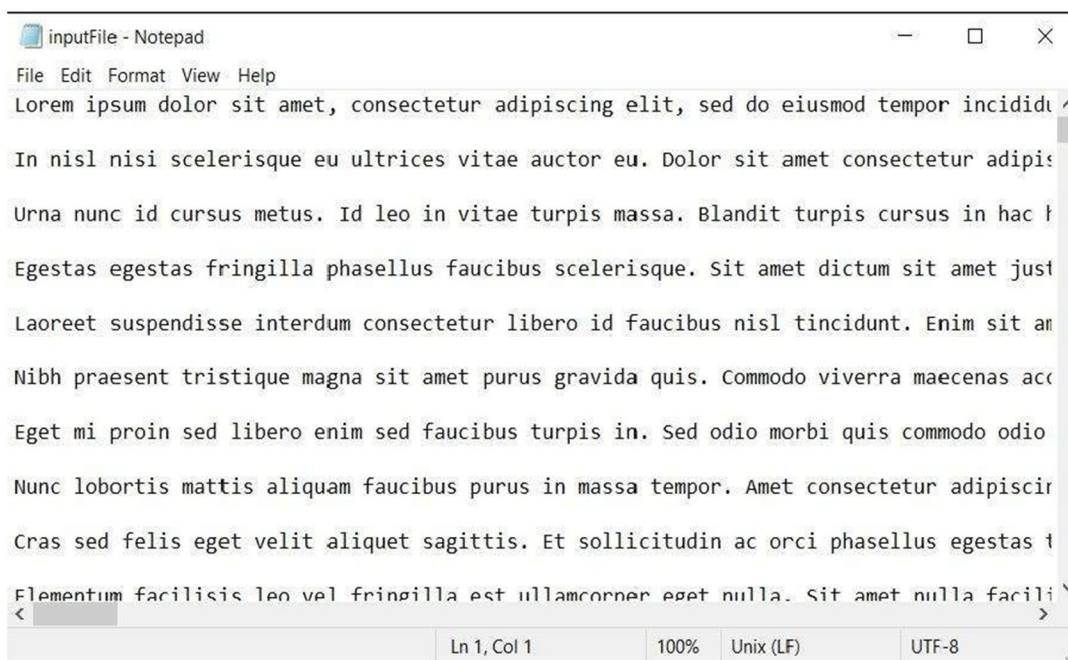 inputFile - Notepad
File Edit Format View Help
Lorem ipsum dolor sit amet, consectetur adipiscing elit, sed do eiusmod tempor
In nisl nisi scelerisque eu ultrices vitae auctor eu. Dolor sit amet consectetur
Urna nunc id cursus metus. Id leo in vitae turpis massa. Blandit turpis cursus in hac
Egestas egestas fringilla phasellus faucibus scelerisque. Sit amet dictum sit amet
Laoreet suspendisse interdum consectetur libero id faucibus nisl tincidunt. Enim sit
Nibh praesent tristique magna sit amet purus gravida quis. Commodo viverra maecenas
Eget mi proin sed libero enim sed faucibus turpis in. Sed odio morbi quis commodo odio
Nunc lobortis mattis aliquam faucibus purus in massa tempor. Amet consectetur
Cras sed felis eget velit aliquet sagittis. Et sollicitudin ac orci phasellus egestas
Elementum facilisis leo vel fringilla est ullamcorper eget nulla. Sit amet nulla
Ln 1, Col 1 100% Unix (LF) UTF-8